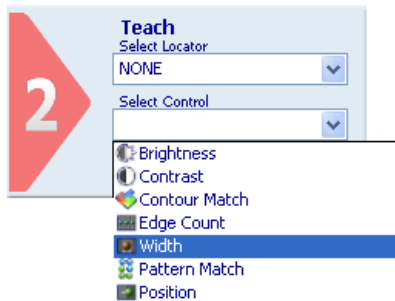 2
Teach
Select Locator
NONE
Select Control
Brightness
Contrast
Contour Match
Edge Count
Width
Pattern Match
Position